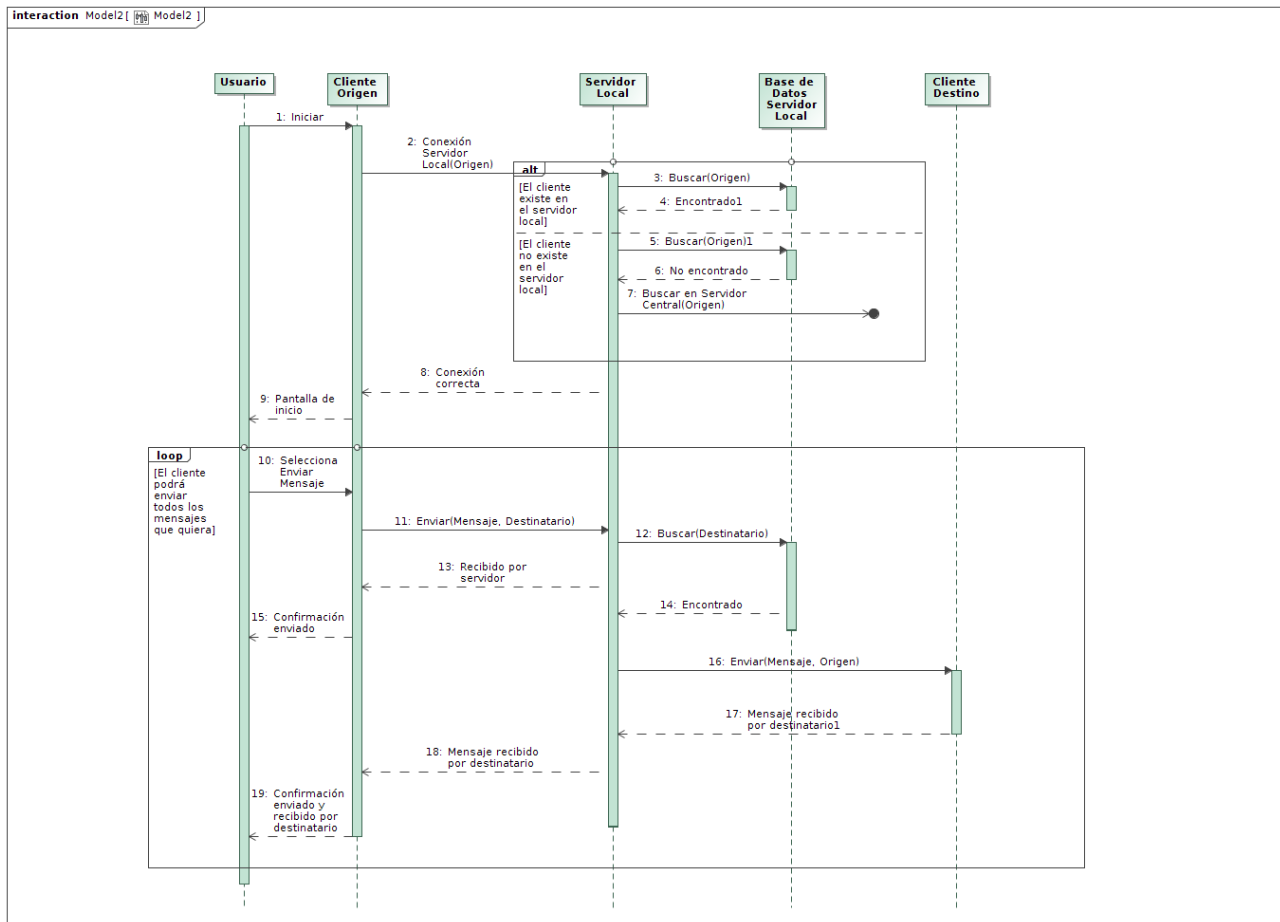 interaction Model2[ Model2 ]
Usuario
Cliente
Origen
Servidor
Local
Base de
Datos
Servidor
Local
Cliente
Destino
1: Iniciar
2: Conexión
Servidor
Local(Origen)
alt
[El cliente
existe en
el servidor
local]
3: Buscar(Origen)
4: Encontrado1
[El cliente
no existe
en el
servidor
local]
5: Buscar(Origen)1
6: No encontrado
7: Buscar en Servidor
Central(Origen)
8: Conexión
correcta
9: Pantalla de
inicio
loop
[El cliente
podrá
enviar
todos los
mensajes
que quiera]
10: Selecciona
Enviar
Mensaje
11: Enviar(Mensaje, Destinatario)
12: Buscar(Destinatario)
13: Recibido por
servidor
14: Encontrado
15: Confirmación
enviado
16: Enviar(Mensaje, Origen)
17: Mensaje recibido
por destinatario1
18: Mensaje recibido
por destinatario
19: Confirmación
enviado y
recibido por
destinatario